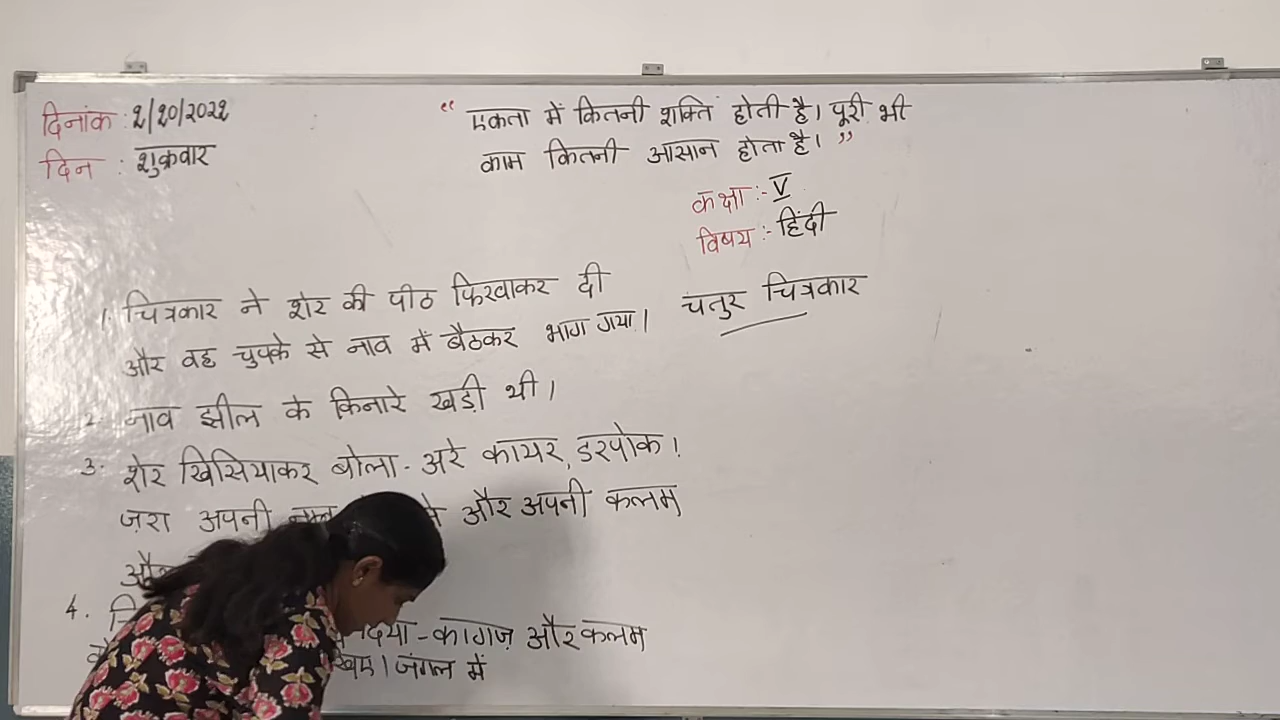 दिनांक : 2/20/2022
दिन : शुक्रवार
“ एकता में कितनी शक्ति होती है। पूरी भी
काम कितनी आसान होता है। ”
कक्षा :- V
विषय :- हिंदी
चतुर चित्रकार
1. चित्रकार ने शेर की पीठ फिरवाकर दी
और वह चुपके से नाव में बैठकर भाग गया।
2. नाव झील के किनारे खड़ी थी।
3. शेर खिसियाकर बोला - अरे कायर, डरपोक !
ज़रा अपनी और अपनी कलम
4. दिया - कागज़ और कलम
। जंगल में